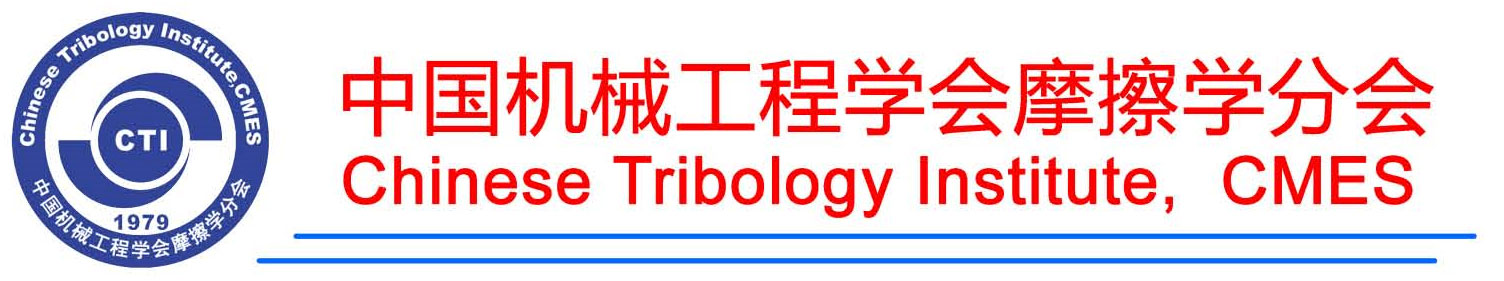 Chinese Tribology Institute,CMES
CTI
1979
中国机械工程学会摩擦学分会
中国机械工程学会摩擦学分会
Chinese Tribology Institute, CMES